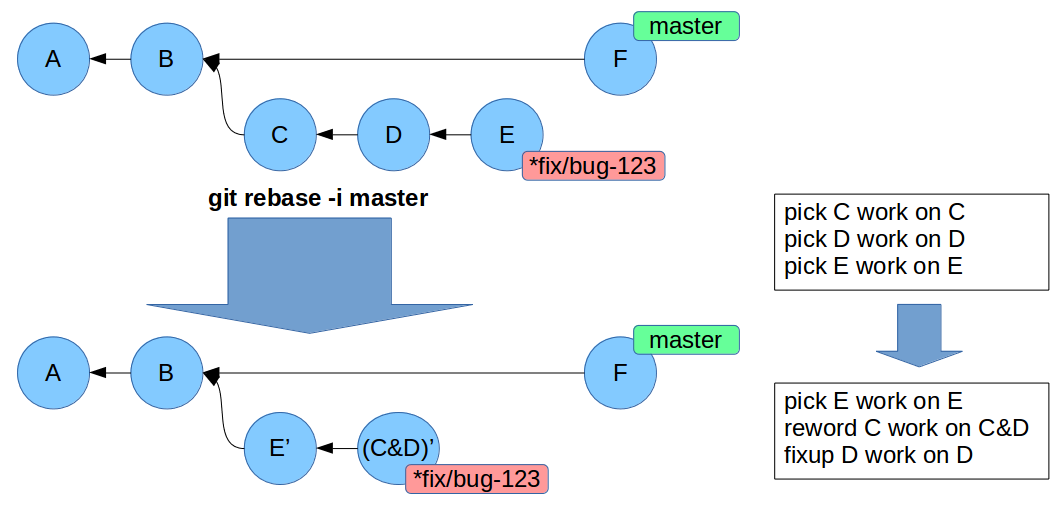 master
A
B
F
C
D
E
*fix/bug-123
git rebase -i master
pick C work on C
pick D work on D
pick E work on E
master
A
B
F
E’
(C&D)’
*fix/bug-123
pick E work on E
reword C work on C&D
fixup D work on D